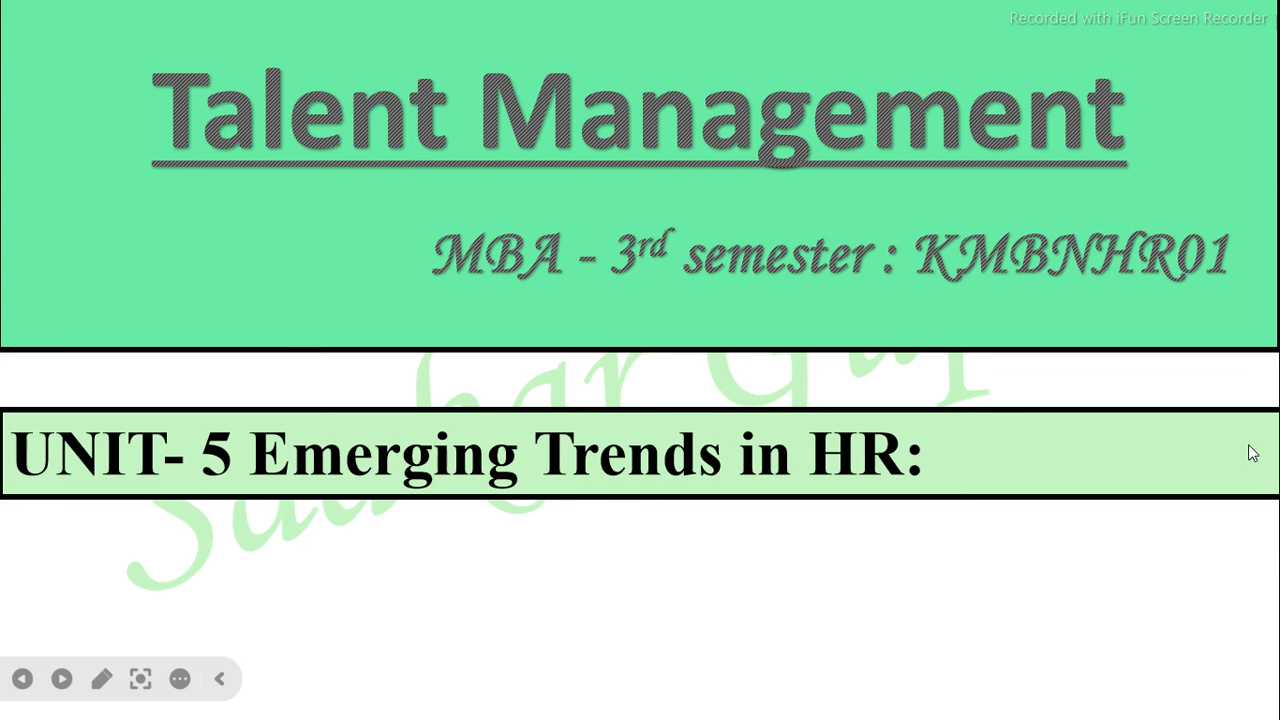 Recorded with iFun Screen Recorder
Talent Management
MBA - 3rd semester : KMBNHR01
UNIT- 5 Emerging Trends in HR: